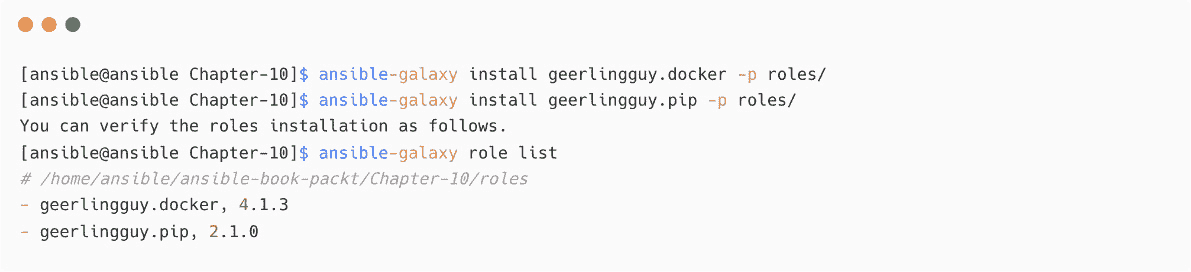 [ansible@ansible Chapter-10]$ ansible-galaxy install geerlingguy.docker -p roles/
[ansible@ansible Chapter-10]$ ansible-galaxy install geerlingguy.pip -p roles/
You can verify the roles installation as follows.
[ansible@ansible Chapter-10]$ ansible-galaxy role list
# /home/ansible/ansible-book-packt/Chapter-10/roles
- geerlingguy.docker, 4.1.3
- geerlingguy.pip, 2.1.0